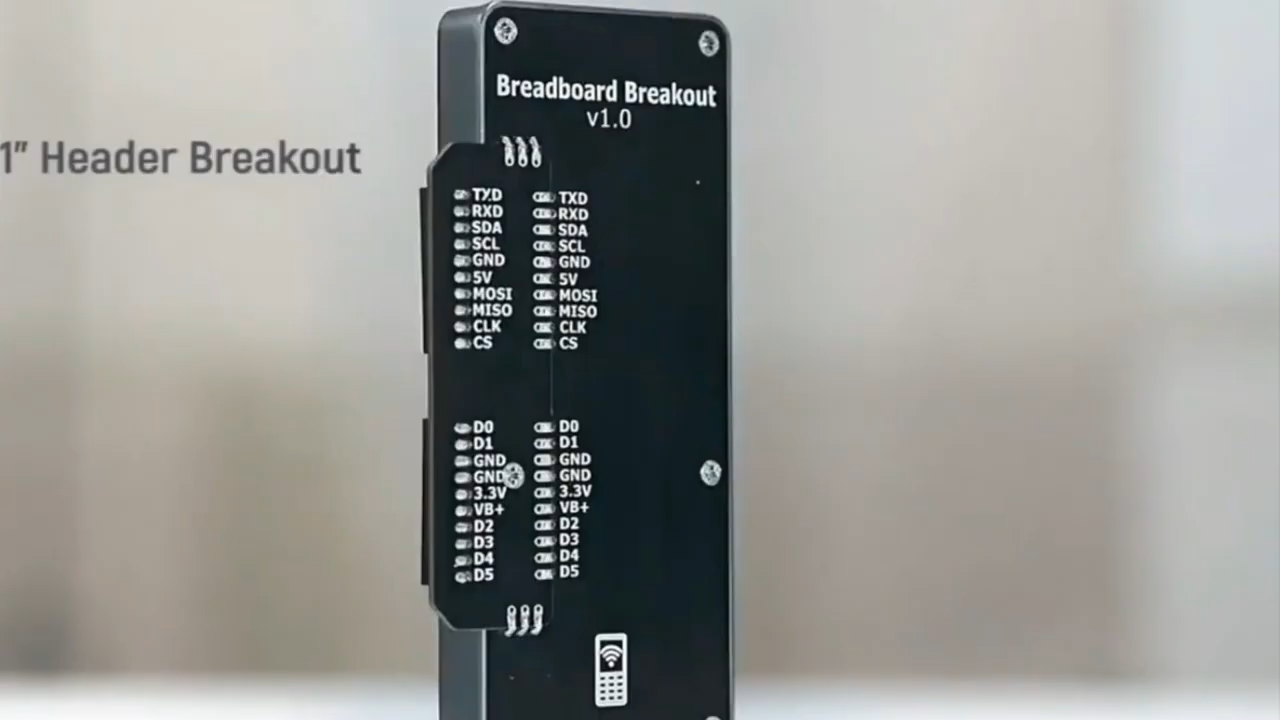 Breadboard Breakout
v1.0
1" Header Breakout
TXD TXD
RXD RXD
SDA SDA
SCL SCL
GND GND
5V 5V
MOSI MOSI
MISO MISO
CLK CLK
CS CS
D0 D0
D1 D1
GND GND
GND GND
3.3V 3.3V
VB+ VB+
D2 D2
D3 D3
D4 D4
D5 D5